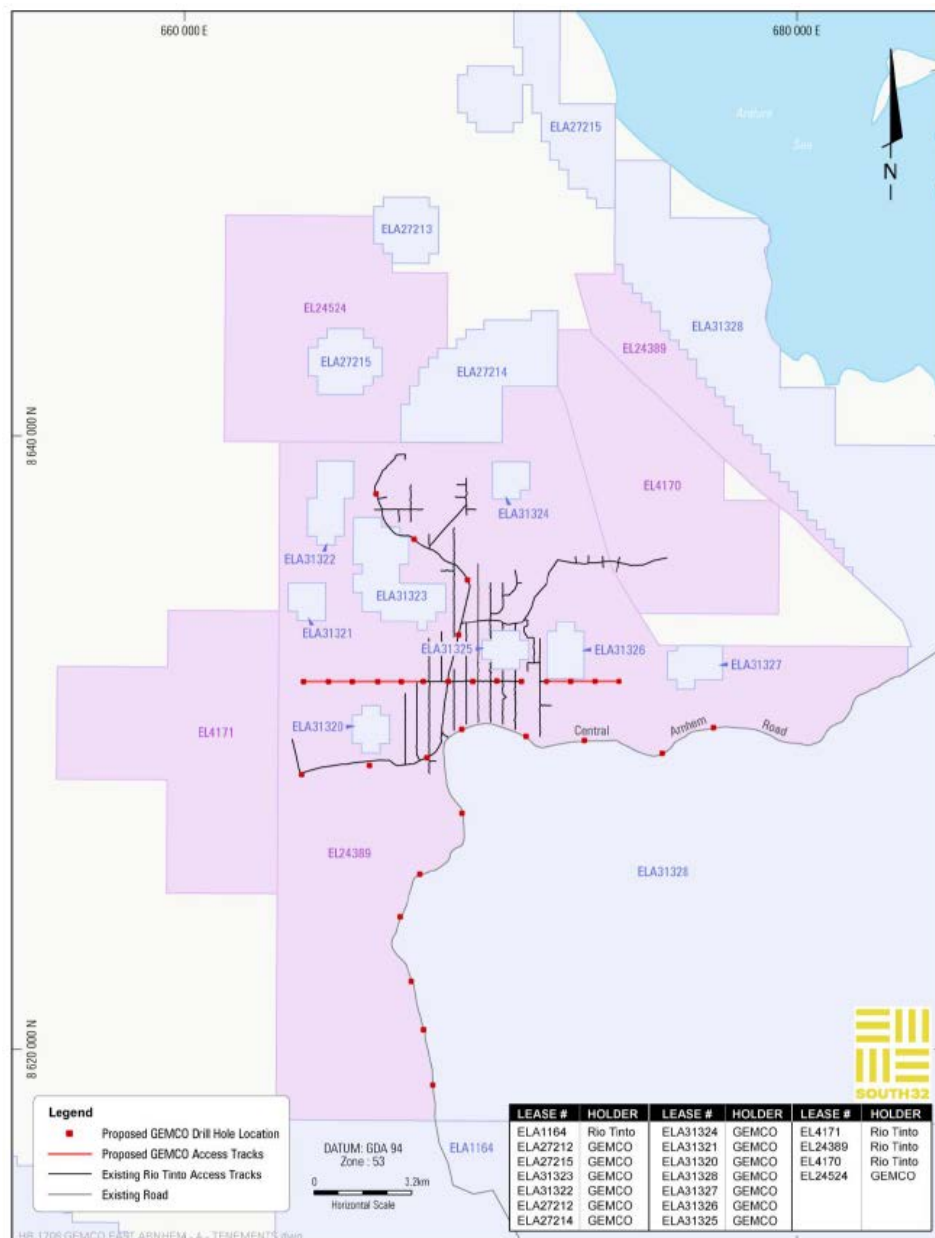 660 000 E
680 000 E
Arafura
Sea
N
ELA27215
ELA27213
EL24524
ELA31328
EL24389
ELA27215
ELA27214
8 640 000 N
EL4170
ELA31324
ELA31322
ELA31323
ELA31321
ELA31325
ELA31326
ELA31327
ELA31320
EL4171
Central Arnhem Road
EL24389
ELA31328
8 620 000 N
SOUTH32
Legend
Proposed GEMCO Drill Hole Location
Proposed GEMCO Access Tracks
Existing Rio Tinto Access Tracks
Existing Road
DATUM: GDA 94
Zone : 53
0 3.2km
Horizontal Scale
ELA1164
LEASE # HOLDER LEASE # HOLDER LEASE # HOLDER
ELA1164 Rio Tinto ELA31324 GEMCO EL4171 Rio Tinto
ELA27212 GEMCO ELA31321 GEMCO EL24389 Rio Tinto
ELA27215 GEMCO ELA31320 GEMCO EL4170 Rio Tinto
ELA31323 GEMCO ELA31328 GEMCO EL24524 GEMCO
ELA31322 GEMCO ELA31327 GEMCO
ELA27212 GEMCO ELA31326 GEMCO
ELA27214 GEMCO ELA31325 GEMCO
GEMCO EAST ARNHEM - A - TENEMENTS.dwg